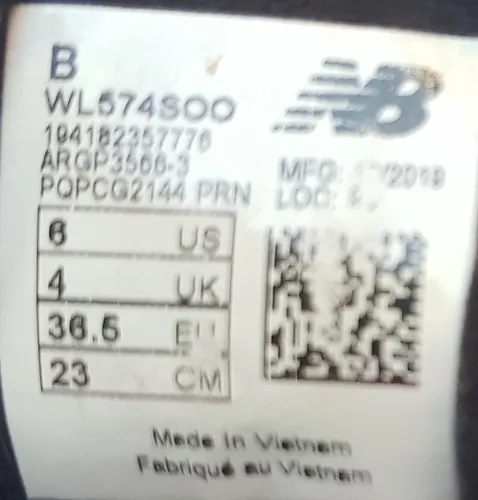 B
NB
WL574SOO
194182357776
ARGP3566-3
PQPCG2144 PRN
MFG:
LOC:
6 US
4 UK
36.5 EU
23 CM
Made in Vietnam
Fabriqué au Vietnam